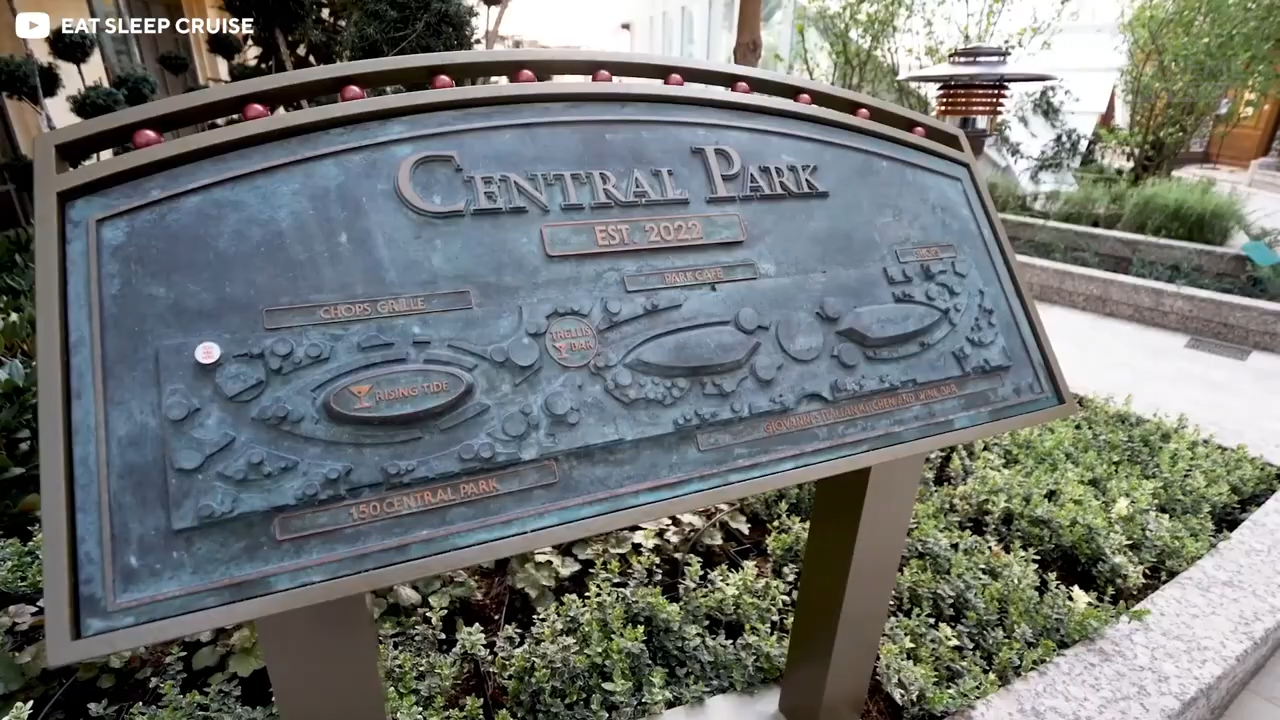 EAT SLEEP CRUISE
CENTRAL PARK
EST. 2022
PARK CAFE
CHOPS GRILLE
TRELLIS
BAR
RISING TIDE
GIOVANNI'S ITALIAN KITCHEN AND WINE BAR
150 CENTRAL PARK